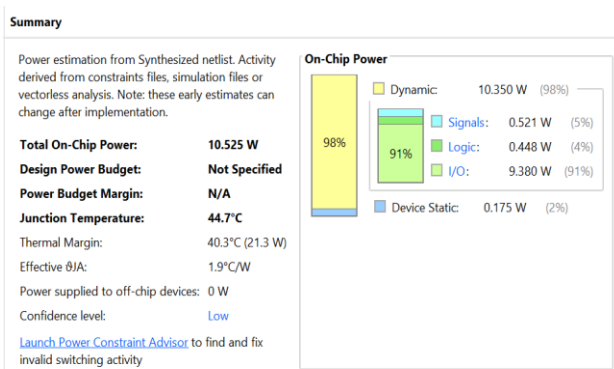 Summary
Power estimation from Synthesized netlist. Activity
derived from constraints files, simulation files or
vectorless analysis. Note: these early estimates can
change after implementation.
Total On-Chip Power: 10.525 W
Design Power Budget: Not Specified
Power Budget Margin: N/A
Junction Temperature: 44.7°C
Thermal Margin: 40.3°C (21.3 W)
Effective ϑJA: 1.9°C/W
Power supplied to off-chip devices: 0 W
Confidence level: Low
Launch Power Constraint Advisor to find and fix
invalid switching activity
On-Chip Power
Dynamic: 10.350 W (98%)
Signals: 0.521 W (5%)
98%
91%
Logic: 0.448 W (4%)
I/O: 9.380 W (91%)
Device Static: 0.175 W (2%)